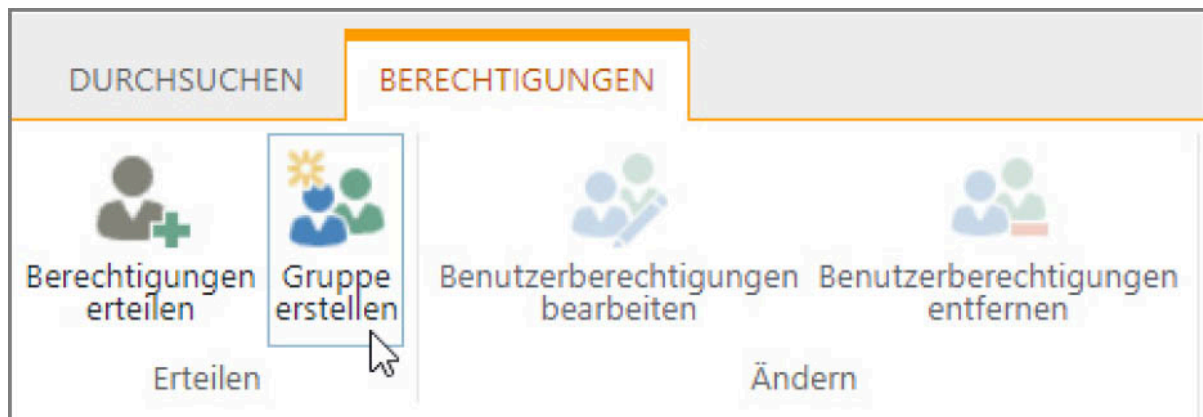 DURCHSUCHEN BERECHTIGUNGEN
Berechtigungen Gruppe Benutzerberechtigungen Benutzerberechtigungen
erteilen erstellen bearbeiten entfernen
Erteilen Ändern